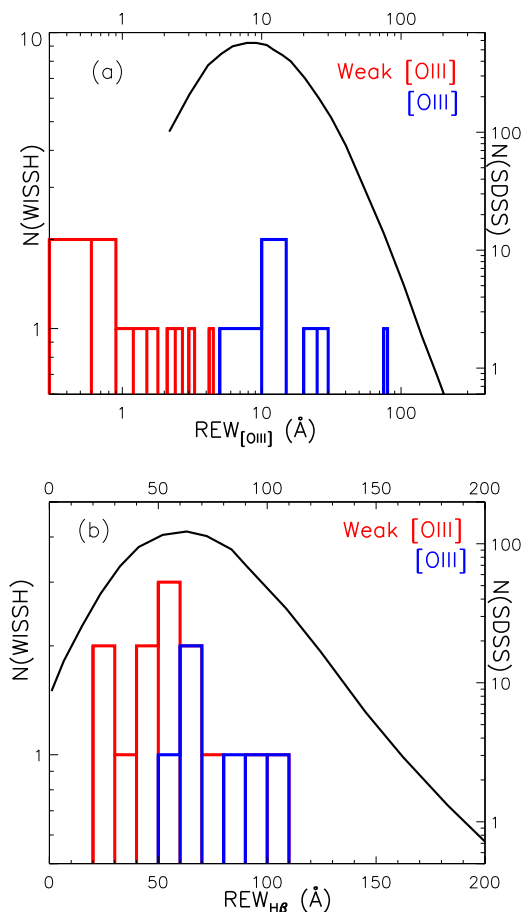 1 10 100
10
(a)
Weak [OIII]
[OIII]
N(WISSH)
1
100
10
1
N(SDSS)
1 10 100
REW[OIII] (Å)
0 50 100 150 200
(b)
Weak [OIII]
[OIII]
N(WISSH)
1
100
10
1
N(SDSS)
0 50 100 150 200
REWHβ (Å)